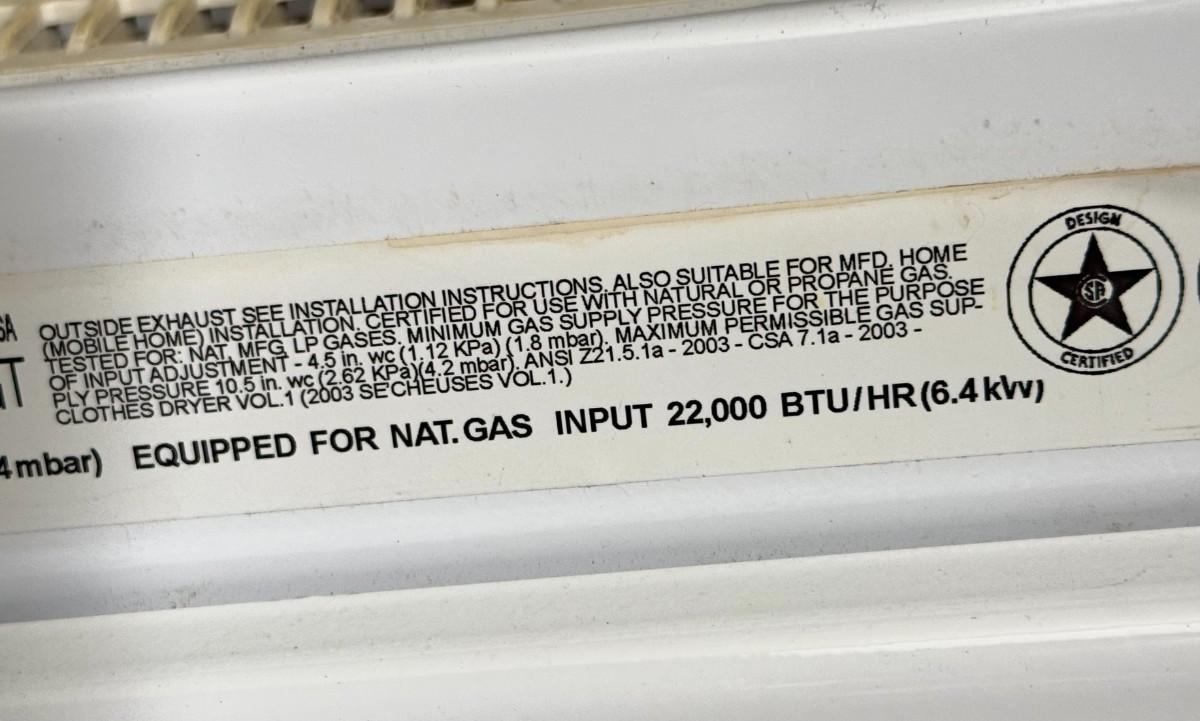 SA
OUTSIDE EXHAUST SEE INSTALLATION INSTRUCTIONS. ALSO SUITABLE FOR MFD. HOME
(MOBILE HOME) INSTALLATION. CERTIFIED FOR USE WITH NATURAL OR PROPANE GAS.
TESTED FOR: NAT. MFG. LP GASES. MINIMUM GAS SUPPLY PRESSURE FOR THE PURPOSE
OF INPUT ADJUSTMENT - 4.5 in. wc (1.12 KPa) (1.8 mbar). MAXIMUM PERMISSIBLE GAS SUP-
PLY PRESSURE 10.5 in. wc (2.62 KPa)(4.2 mbar). ANSI Z21.5.1a - 2003 - CSA 7.1a - 2003 -
CLOTHES DRYER VOL.1 (2003 SE'CHEUSES VOL.1.)
4mbar) EQUIPPED FOR NAT. GAS INPUT 22,000 BTU/HR (6.4 kW)
DESIGN
CERTIFIED